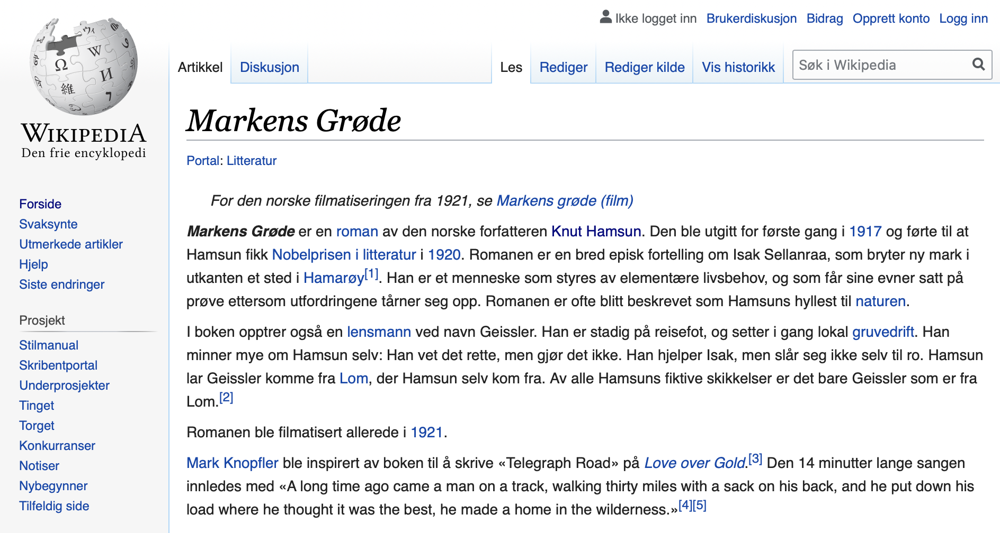 Ikke logget inn Brukerdiskusjon Bidrag Opprett konto Logg inn
Artikkel Diskusjon Les Rediger Rediger kilde Vis historikk Søk i Wikipedia
Ω W И 維 ウィ 7
WIKIPEDIA
Den frie encyklopedi
Forside
Svaksynte
Utmerkede artikler
Hjelp
Siste endringer
Prosjekt
Stilmanual
Skribentportal
Underprosjekter
Tinget
Torget
Konkurranser
Notiser
Nybegynner
Tilfeldig side
Markens Grøde
Portal: Litteratur
For den norske filmatiseringen fra 1921, se Markens grøde (film)
Markens Grøde er en roman av den norske forfatteren Knut Hamsun. Den ble utgitt for første gang i 1917 og førte til at
Hamsun fikk Nobelprisen i litteratur i 1920. Romanen er en bred episk fortelling om Isak Sellanraa, som bryter ny mark i
utkanten et sted i Hamarøy[1]. Han er et menneske som styres av elementære livsbehov, og som får sine evner satt på
prøve ettersom utfordringene tårner seg opp. Romanen er ofte blitt beskrevet som Hamsuns hyllest til naturen.
I boken opptrer også en lensmann ved navn Geissler. Han er stadig på reisefot, og setter i gang lokal gruvedrift. Han
minner mye om Hamsun selv: Han vet det rette, men gjør det ikke. Han hjelper Isak, men slår seg ikke selv til ro. Hamsun
lar Geissler komme fra Lom, der Hamsun selv kom fra. Av alle Hamsuns fiktive skikkelser er det bare Geissler som er fra
Lom.[2]
Romanen ble filmatisert allerede i 1921.
Mark Knopfler ble inspirert av boken til å skrive «Telegraph Road» på Love over Gold.[3] Den 14 minutter lange sangen
innledes med «A long time ago came a man on a track, walking thirty miles with a sack on his back, and he put down his
load where he thought it was the best, he made a home in the wilderness.»[4][5]